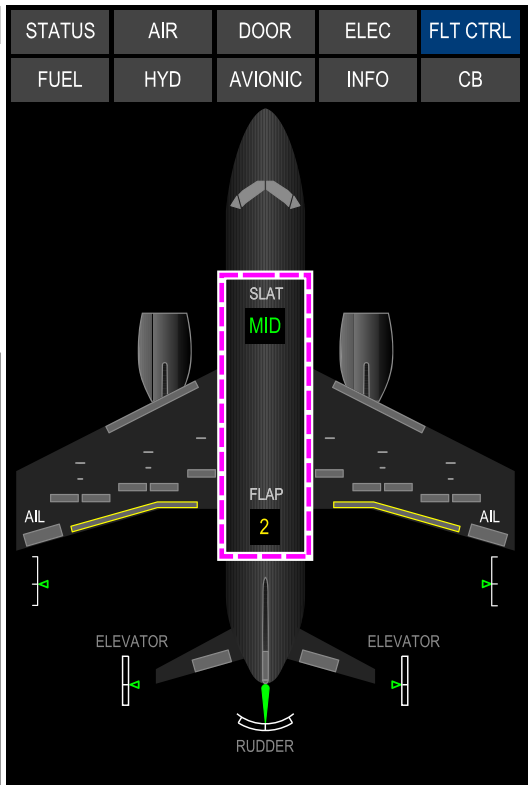 STATUS AIR DOOR ELEC FLT CTRL
FUEL HYD AVIONIC INFO CB
SLAT
MID
FLAP
2
AIL AIL
ELEVATOR ELEVATOR
RUDDER